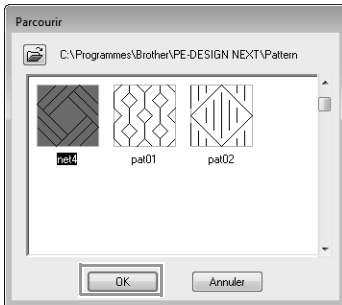 Parcourir
C:\Programmes\Brother\PE-DESIGN NEXT\Pattern
net4 pat01 pat02
OK Annuler